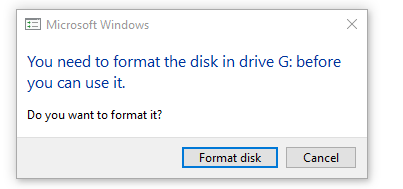 Microsoft Windows
You need to format the disk in drive G: before
you can use it.
Do you want to format it?
Format disk
Cancel